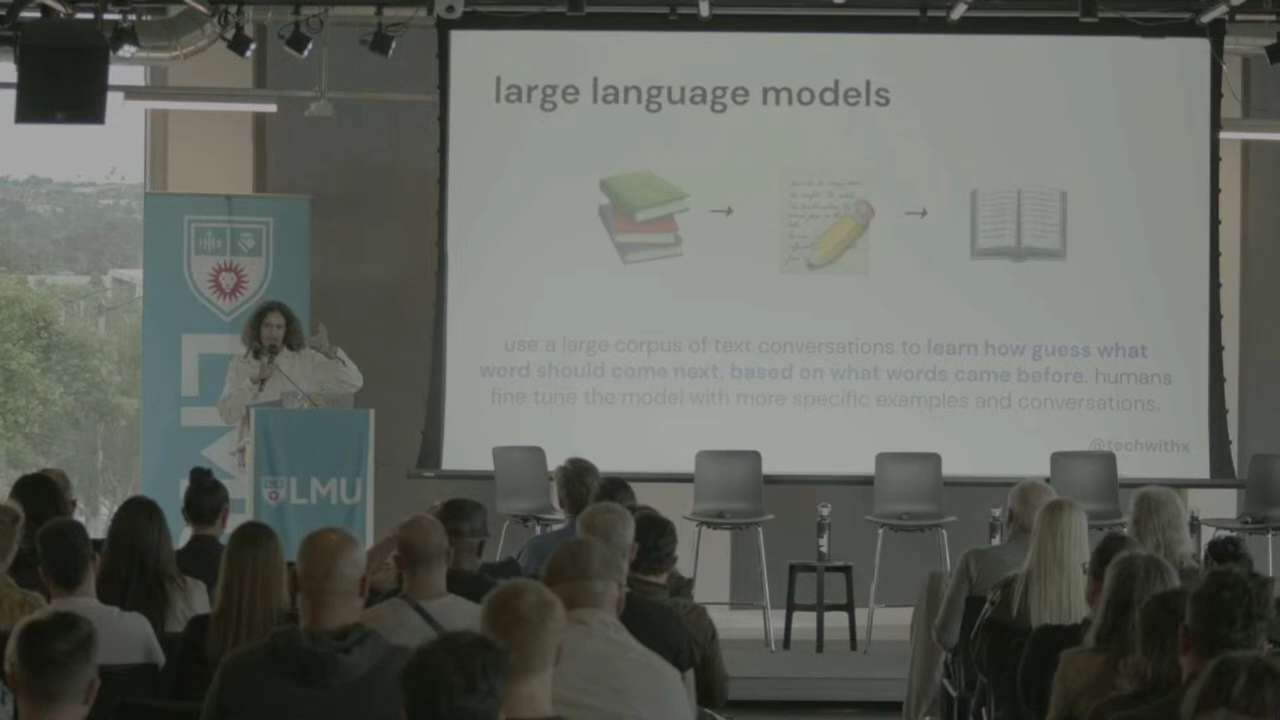 large language models
use a large corpus of text conversations to learn how guess what
word should come next, based on what words came before. humans
fine tune the model with more specific examples and conversations.
@techwithx
LMU
LMU